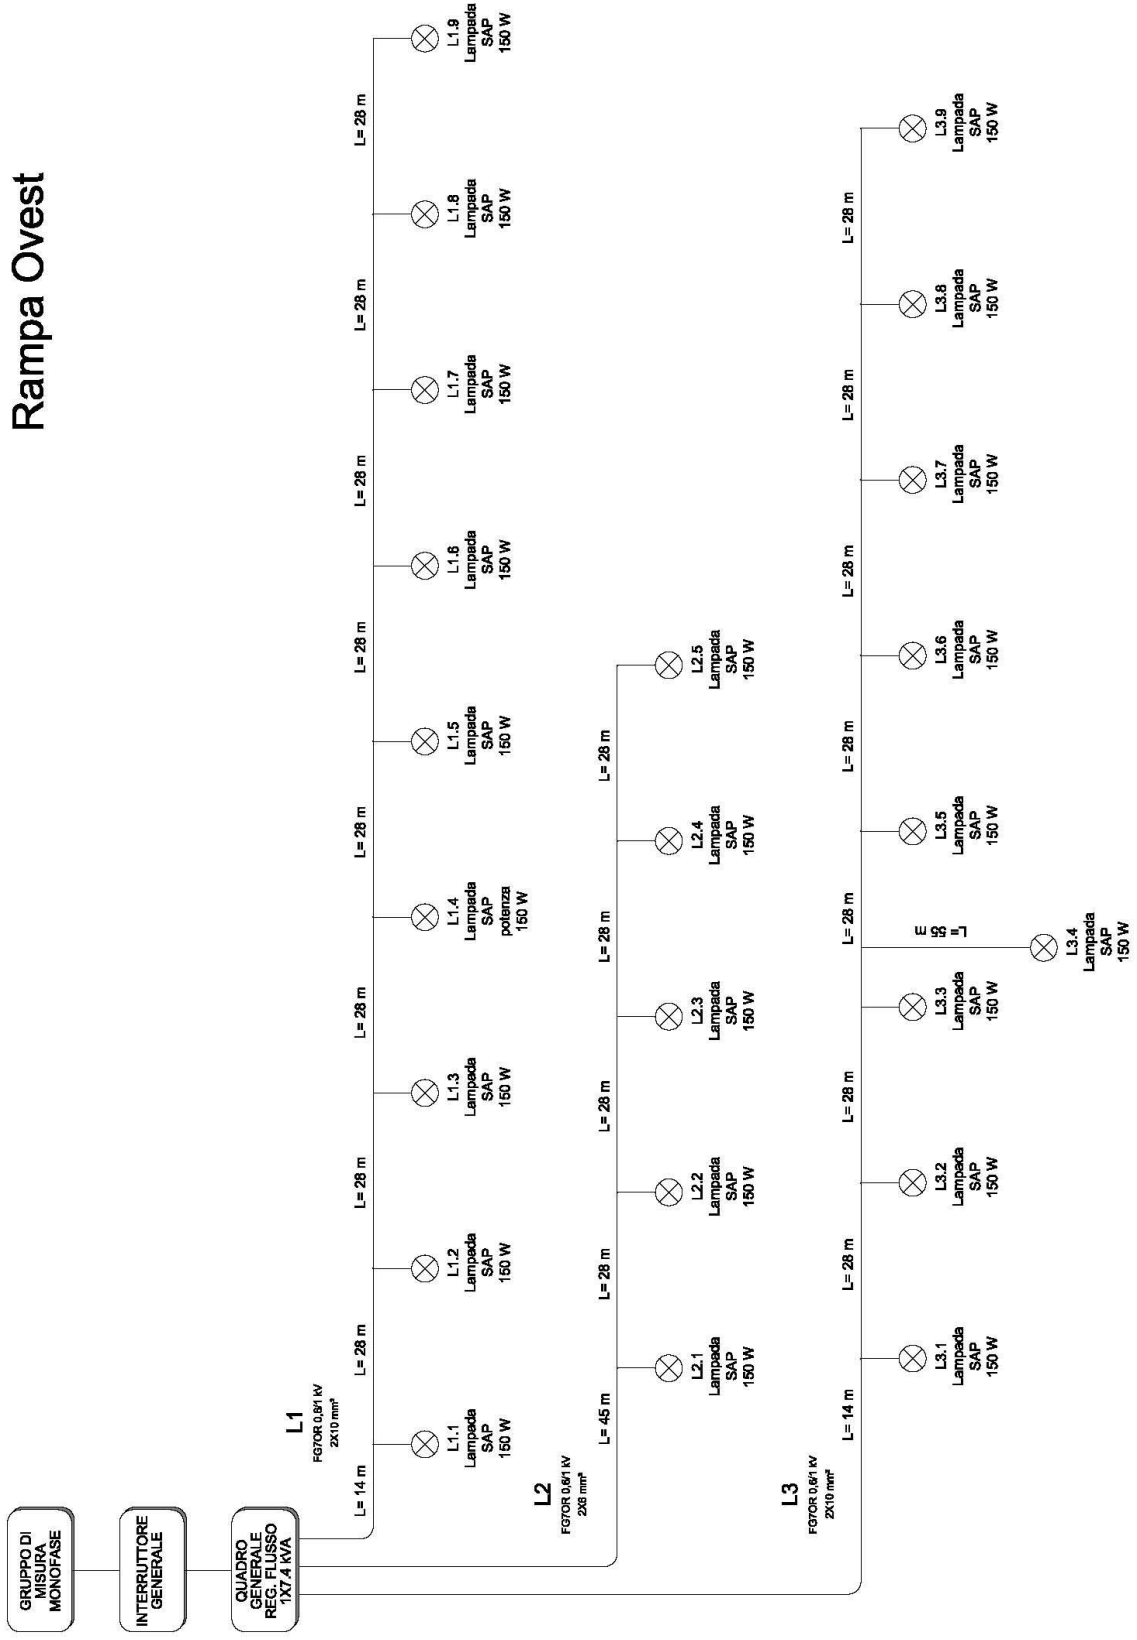 Rampa Ovest
GRUPPO DI
MISURA
MONOFASE
INTERRUTTORE
GENERALE
QUADRO
GENERALE
REG. FLUSSO
1X7.4 KVA
L1
FG7OR 0,6/1 kV
2X10 mm²
L= 14 m
L= 28 m
L= 28 m
L= 28 m
L= 28 m
L= 28 m
L= 28 m
L= 28 m
L= 28 m
L1.1
Lampada
SAP
150 W
L1.2
Lampada
SAP
150 W
L1.3
Lampada
SAP
150 W
L1.4
Lampada
SAP
potenza
150 W
L1.5
Lampada
SAP
150 W
L1.6
Lampada
SAP
150 W
L1.7
Lampada
SAP
150 W
L1.8
Lampada
SAP
150 W
L1.9
Lampada
SAP
150 W
L2
FG7OR 0,6/1 kV
2X6 mm²
L= 45 m
L= 28 m
L= 28 m
L= 28 m
L= 28 m
L2.1
Lampada
SAP
150 W
L2.2
Lampada
SAP
150 W
L2.3
Lampada
SAP
150 W
L2.4
Lampada
SAP
150 W
L2.5
Lampada
SAP
150 W
L3
FG7OR 0,6/1 kV
2X10 mm²
L= 14 m
L= 28 m
L= 28 m
L= 28 m
L= 28 m
L= 28 m
L= 28 m
L= 28 m
L3.1
Lampada
SAP
150 W
L3.2
Lampada
SAP
150 W
L3.3
Lampada
SAP
150 W
L=
m
L3.4
Lampada
SAP
150 W
L3.5
Lampada
SAP
150 W
L3.6
Lampada
SAP
150 W
L3.7
Lampada
SAP
150 W
L3.8
Lampada
SAP
150 W
L3.9
Lampada
SAP
150 W